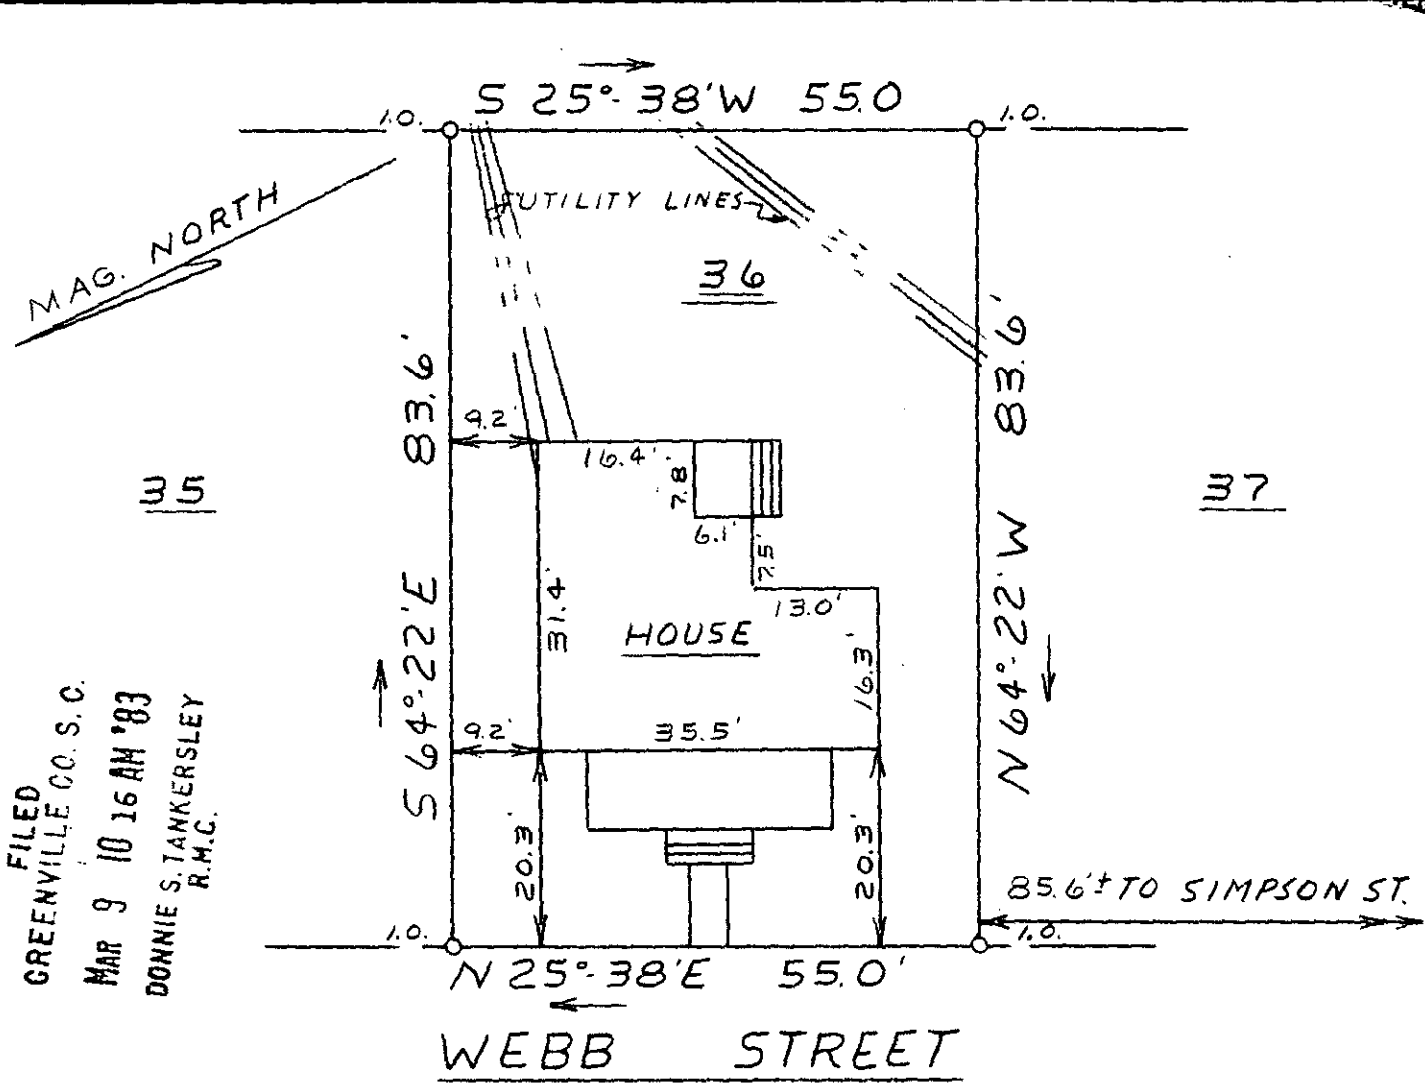 S 25°-38'W 55.0
I.O.
I.O.
MAG. NORTH
UTILITY LINES
36
83.6'
83.6'
9.2'
16.4'
7.8
6.1'
7.5'
13.0'
35
37
S 64°-22'E
N 64°-22'W
31.4'
HOUSE
16.3'
9.2'
35.5'
20.3'
20.3'
FILED
GREENVILLE CO. S. C.
MAR 9 10 16 AM '83
DONNIE S. TANKERSLEY
R.M.C.
85.6'± TO SIMPSON ST.
I.O.
I.O.
N 25°-38'E 55.0'
WEBB STREET